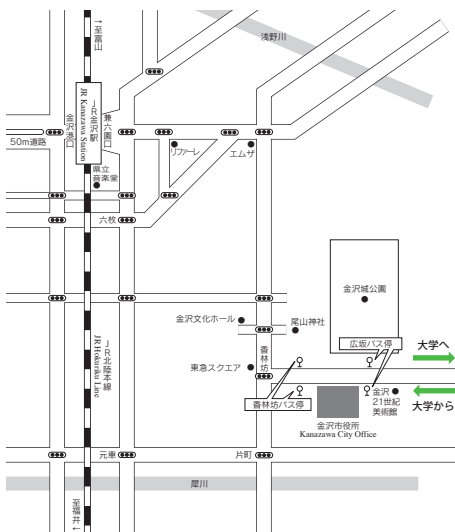 →至富山
浅野川
金沢港口
JR Kanazawa Station
JR金沢駅
兼六園口
50m道路
リファーレ
エムザ
県立
音楽堂
六枚
金沢城公園
金沢文化ホール
尾山神社
広坂バス停
大学へ
JR北陸本線
JR Hokuriku Line
香林坊
東急スクエア
金沢
21世紀
美術館
大学から
香林坊バス停
金沢市役所
Kanazawa City Office
元車
片町
犀川
至福井←